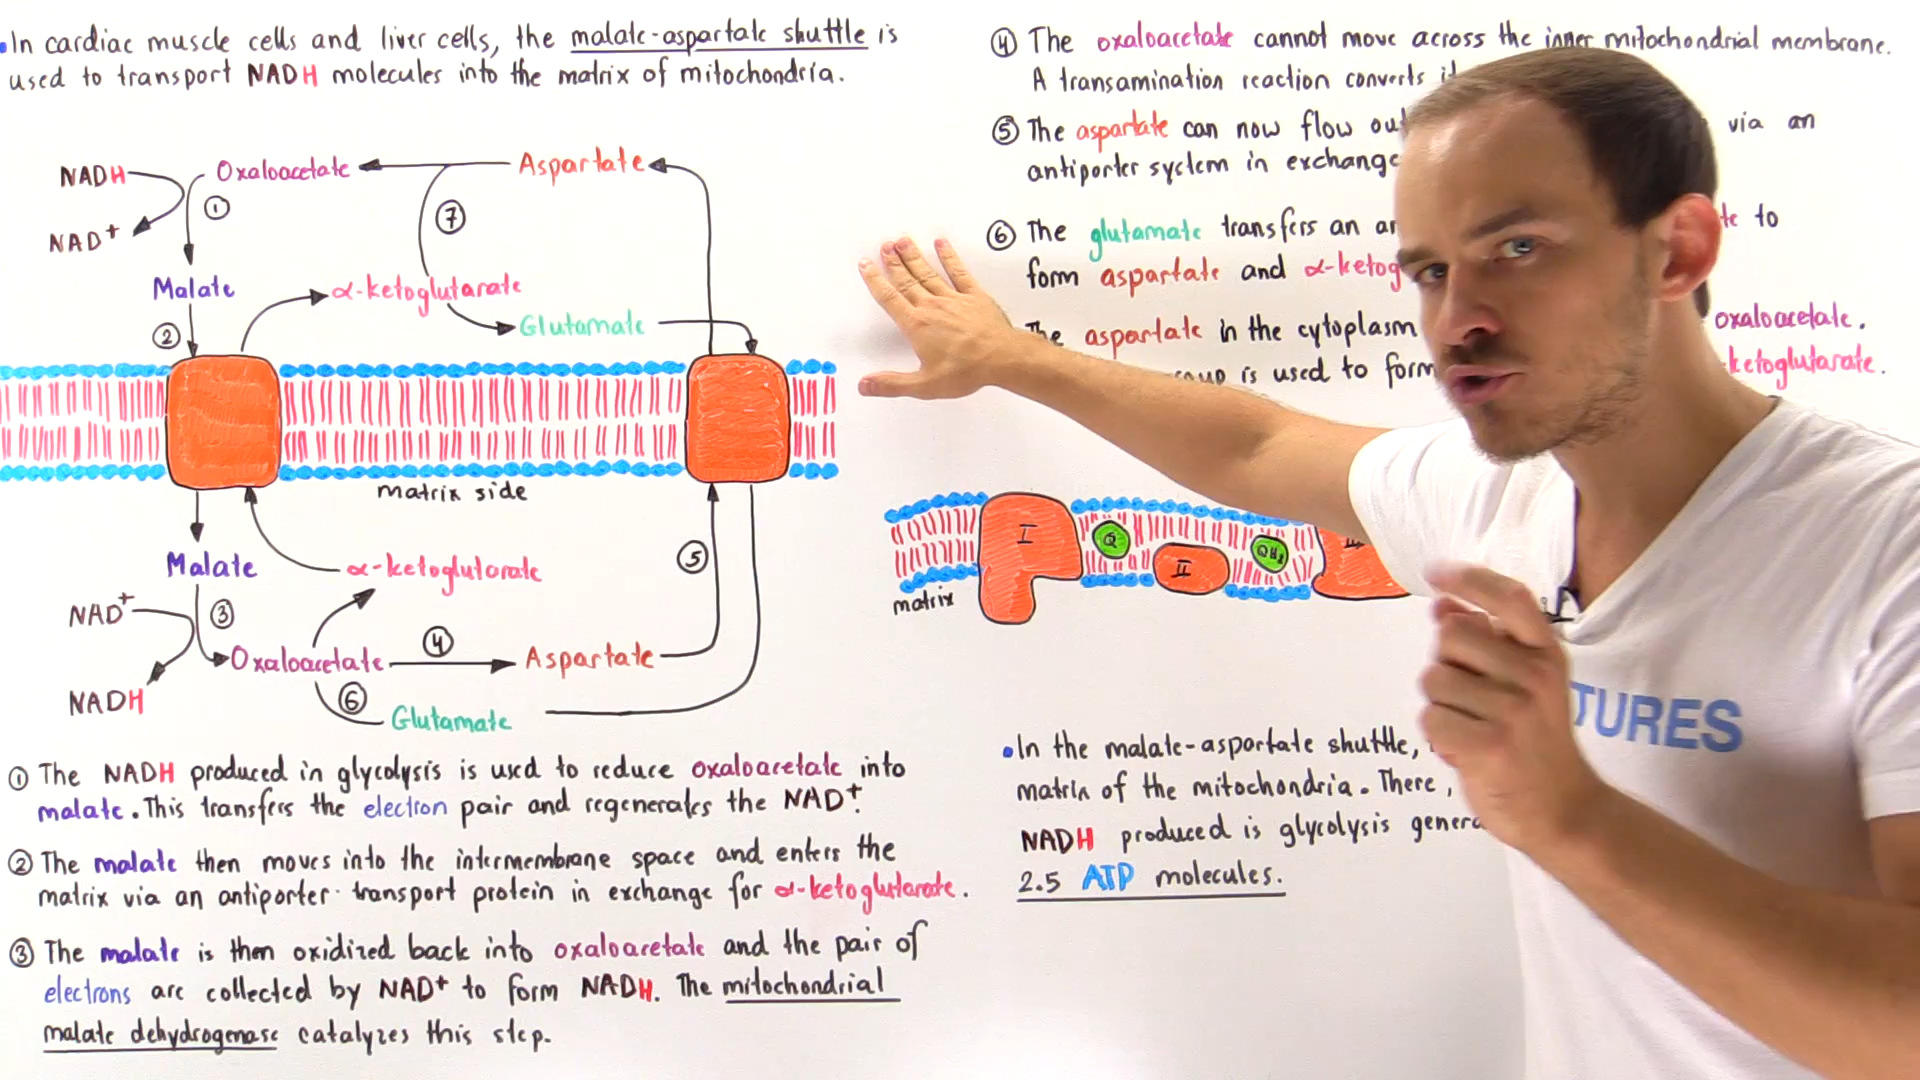 •In cardiac muscle cells and liver cells, the malate-aspartate shuttle is
used to transport NADH molecules into the matrix of mitochondria.
NADH
Oxaloacetate
Aspartate
①
⑦
NAD+
Malate
α-ketoglutarate
②
Glutamate
matrix side
Malate
α-ketoglutarate
⑤
NAD+
③
④
Oxaloacetate
Aspartate
NADH
⑥
Glutamate
① The NADH produced in glycolysis is used to reduce oxaloacetate into
malate. This transfers the electron pair and regenerates the NAD+.
② The malate then moves into the intermembrane space and enters the
matrix via an antiporter transport protein in exchange for α-ketoglutarate.
③ The malate is then oxidized back into oxaloacetate and the pair of
electrons are collected by NAD+ to form NADH. The mitochondrial
malate dehydrogenase catalyzes this step.
④ The oxaloacetate cannot move across the inner mitochondrial membrane.
A transamination reaction converts it
⑤ The aspartate can now flow out via an
antiporter system in exchange
⑥ The glutamate transfers an to
form aspartate and
The aspartate in the cytoplasm oxaloacetate.
is used to form ketoglutarate.
I
Q
II
QH2
matrix
TURES
•In the malate-aspartate shuttle,
matrix of the mitochondria. There,
NADH produced is glycolysis
2.5 ATP molecules.